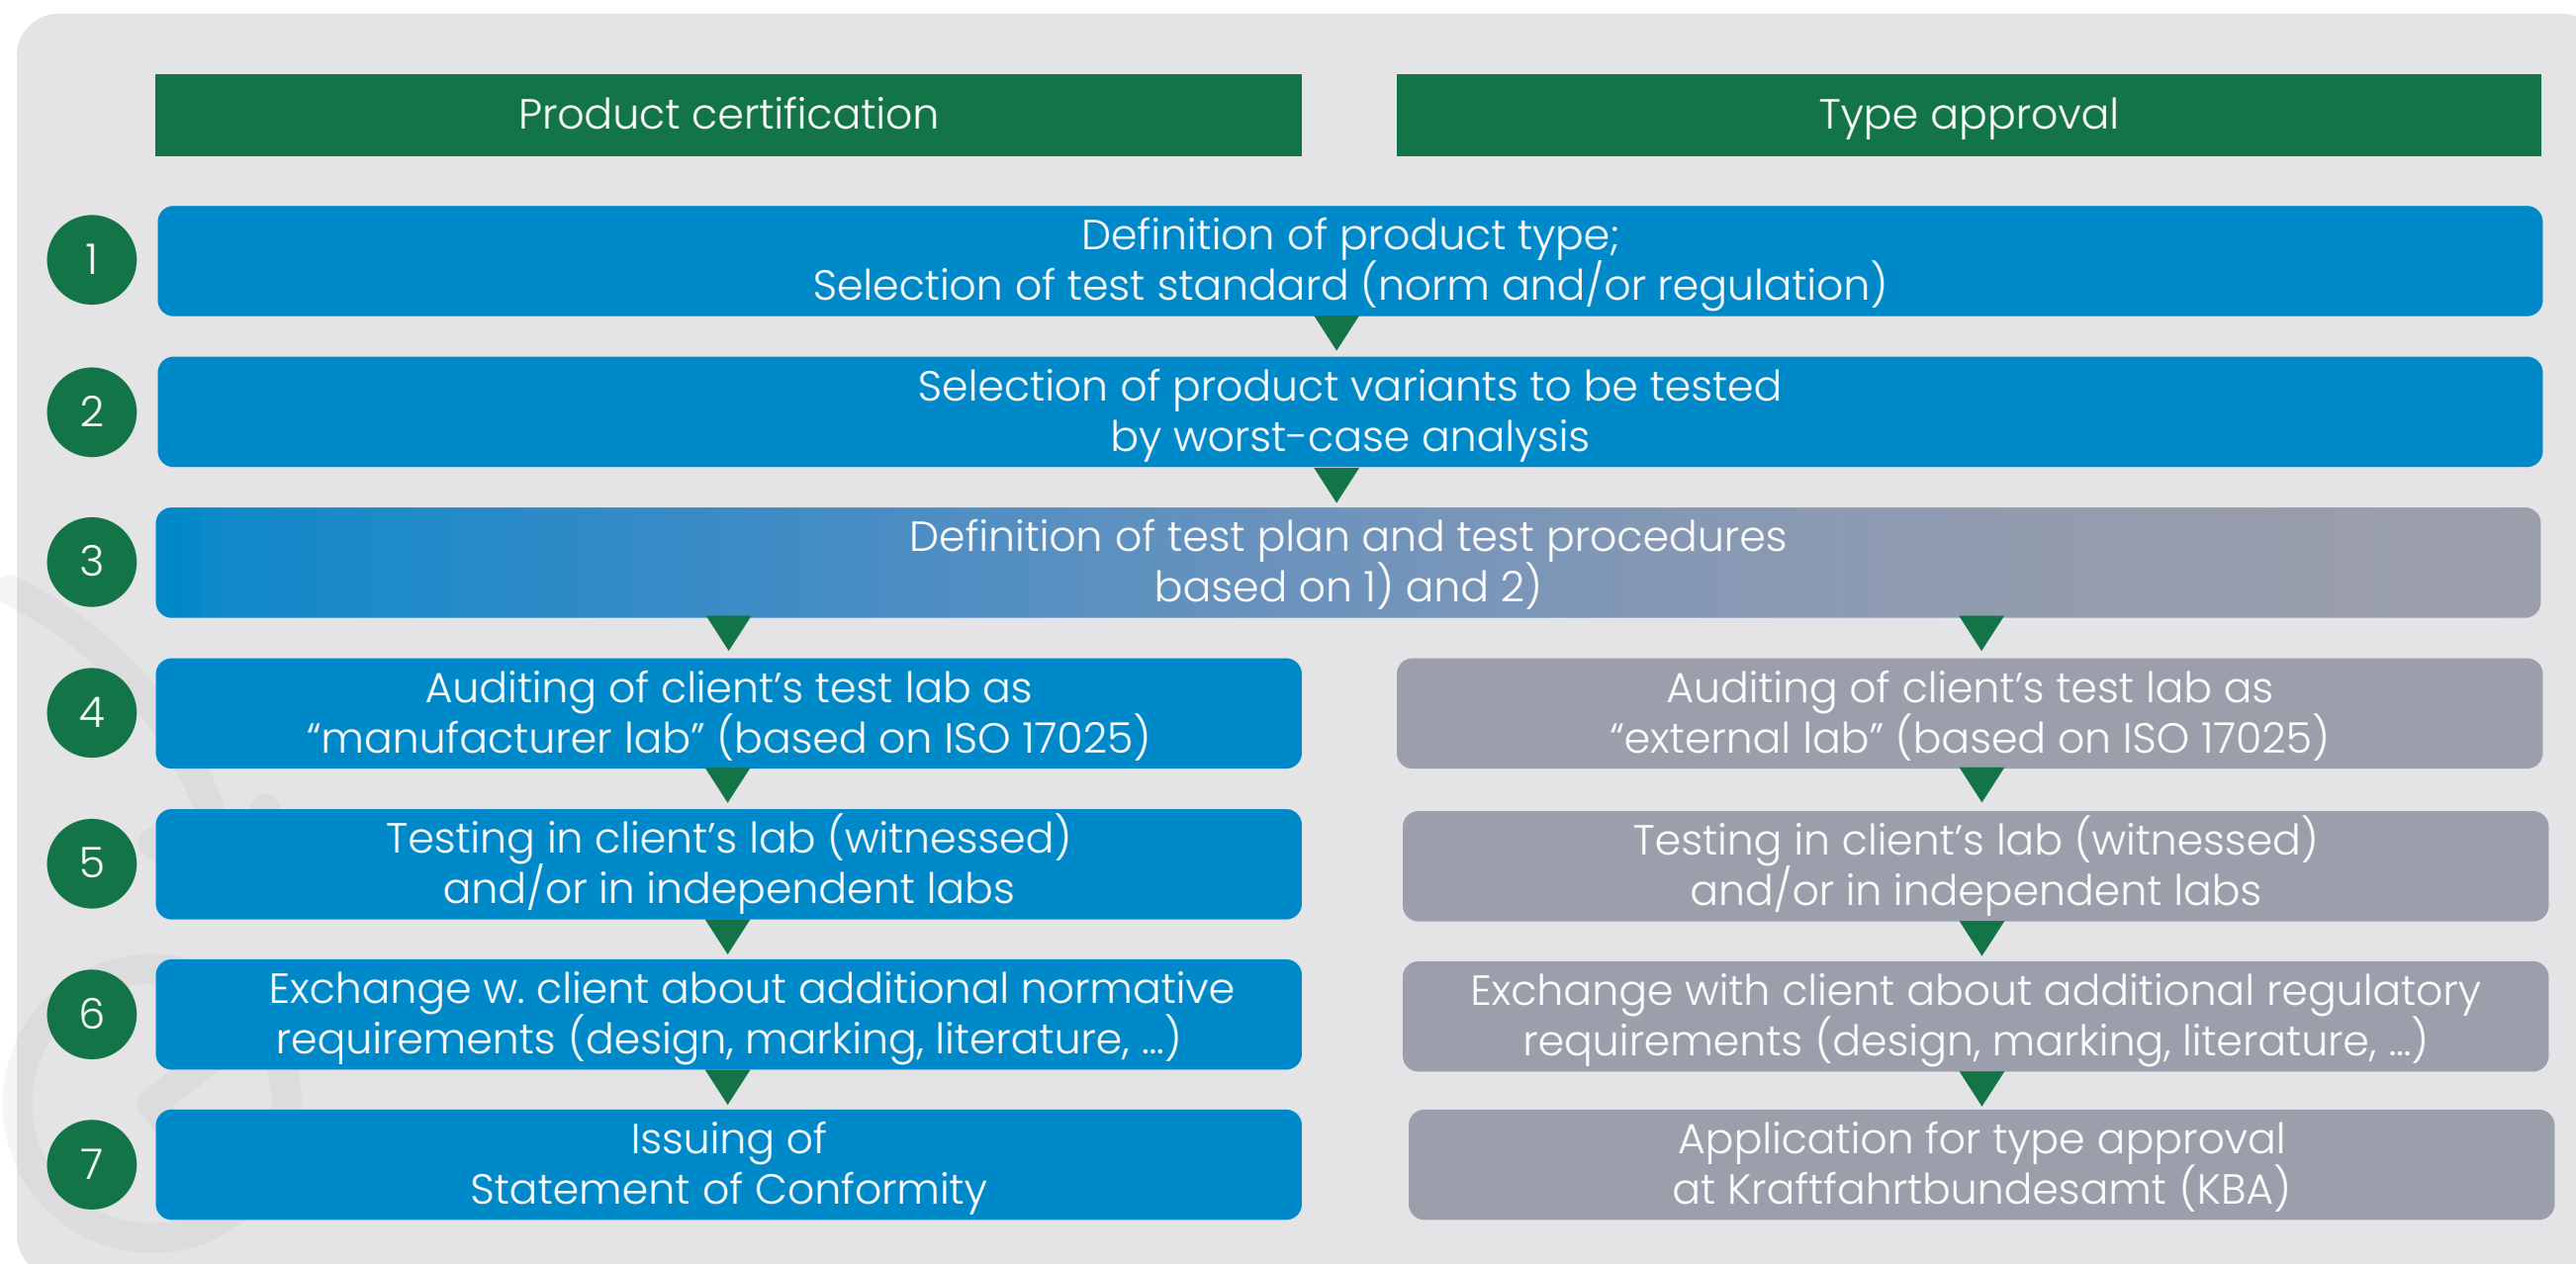 Product certification
Type approval
1
Definition of product type;
Selection of test standard (norm and/or regulation)
2
Selection of product variants to be tested
by worst-case analysis
3
Definition of test plan and test procedures
based on 1) and 2)
4
Auditing of client’s test lab as
“manufacturer lab” (based on ISO 17025)
Auditing of client’s test lab as
“external lab” (based on ISO 17025)
5
Testing in client’s lab (witnessed)
and/or in independent labs
Testing in client’s lab (witnessed)
and/or in independent labs
6
Exchange w. client about additional normative
requirements (design, marking, literature, …)
Exchange with client about additional regulatory
requirements (design, marking, literature, …)
7
Issuing of
Statement of Conformity
Application for type approval
at Kraftfahrtbundesamt (KBA)